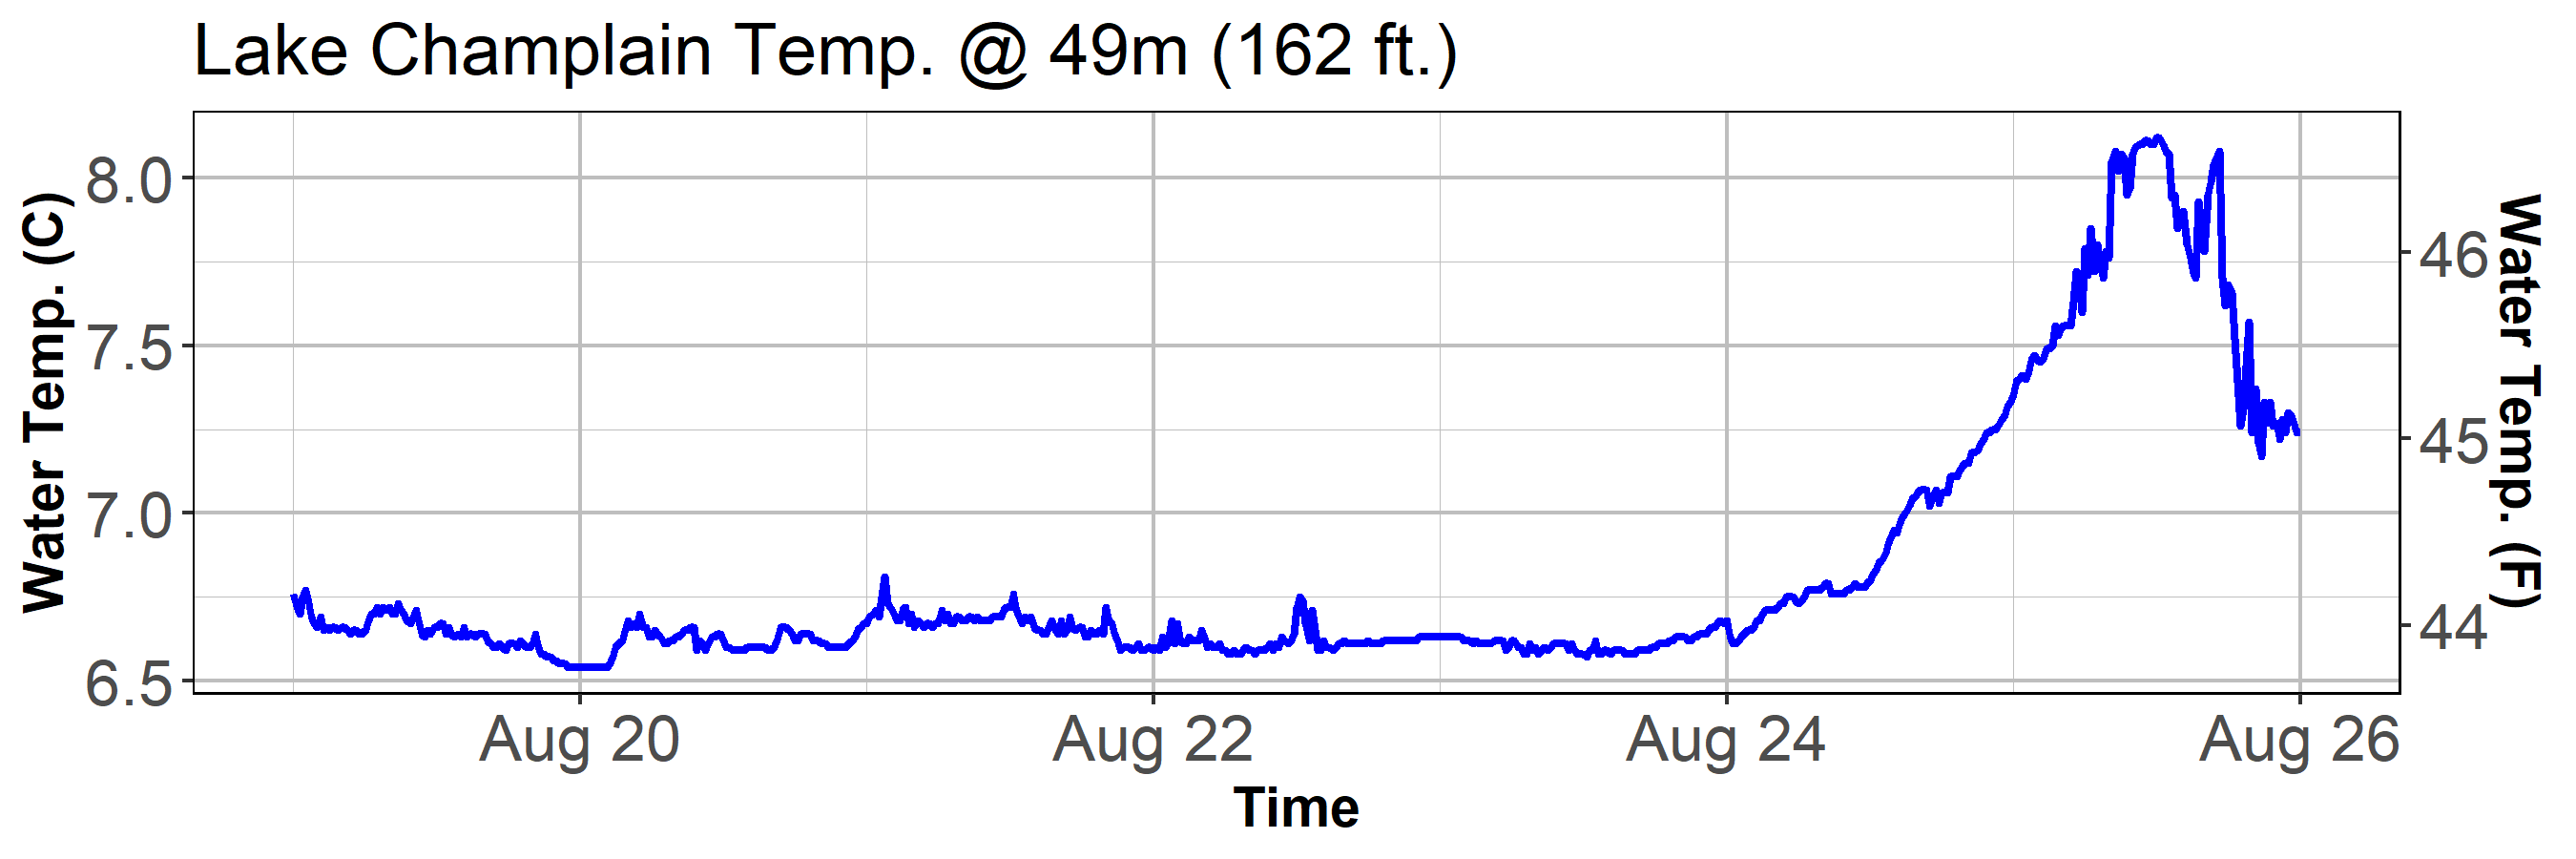 Lake Champlain Temp. @ 49m (162 ft.)
Water Temp. (C)
8.0
7.5
7.0
6.5
46
45
44
Water Temp. (F)
Aug 20
Aug 22
Aug 24
Aug 26
Time